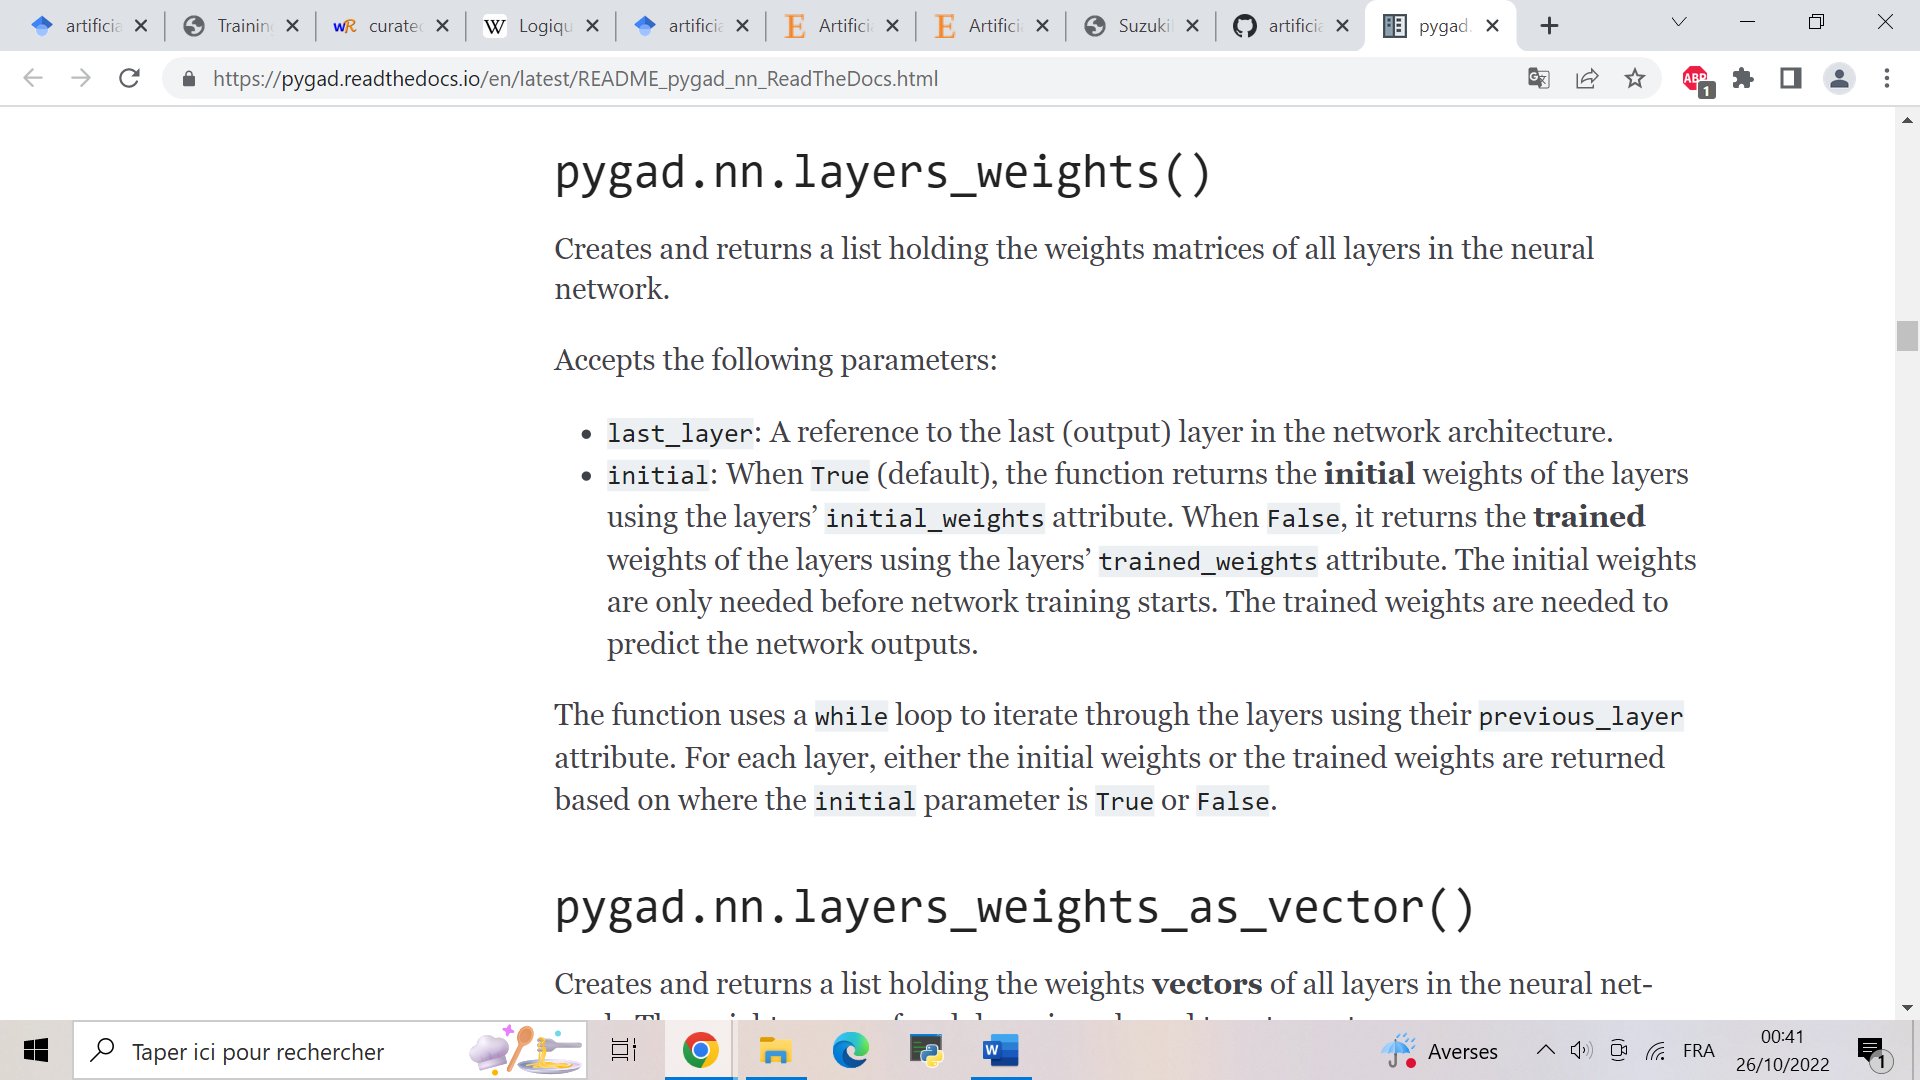 artificia
Training
curated
Logiqu
artificia
Artificia
Artificia
Suzuki
artificia
pygad.
https://pygad.readthedocs.io/en/latest/README_pygad_nn_ReadTheDocs.html
ABP
1
pygad.nn.layers_weights()
Creates and returns a list holding the weights matrices of all layers in the neural
network.
Accepts the following parameters:
• last_layer: A reference to the last (output) layer in the network architecture.
• initial: When True (default), the function returns the initial weights of the layers
using the layers’ initial_weights attribute. When False, it returns the trained
weights of the layers using the layers’ trained_weights attribute. The initial weights
are only needed before network training starts. The trained weights are needed to
predict the network outputs.
The function uses a while loop to iterate through the layers using their previous_layer
attribute. For each layer, either the initial weights or the trained weights are returned
based on where the initial parameter is True or False.
pygad.nn.layers_weights_as_vector()
Creates and returns a list holding the weights vectors of all layers in the neural net-
Taper ici pour rechercher
Averses
FRA
00:41
26/10/2022
1